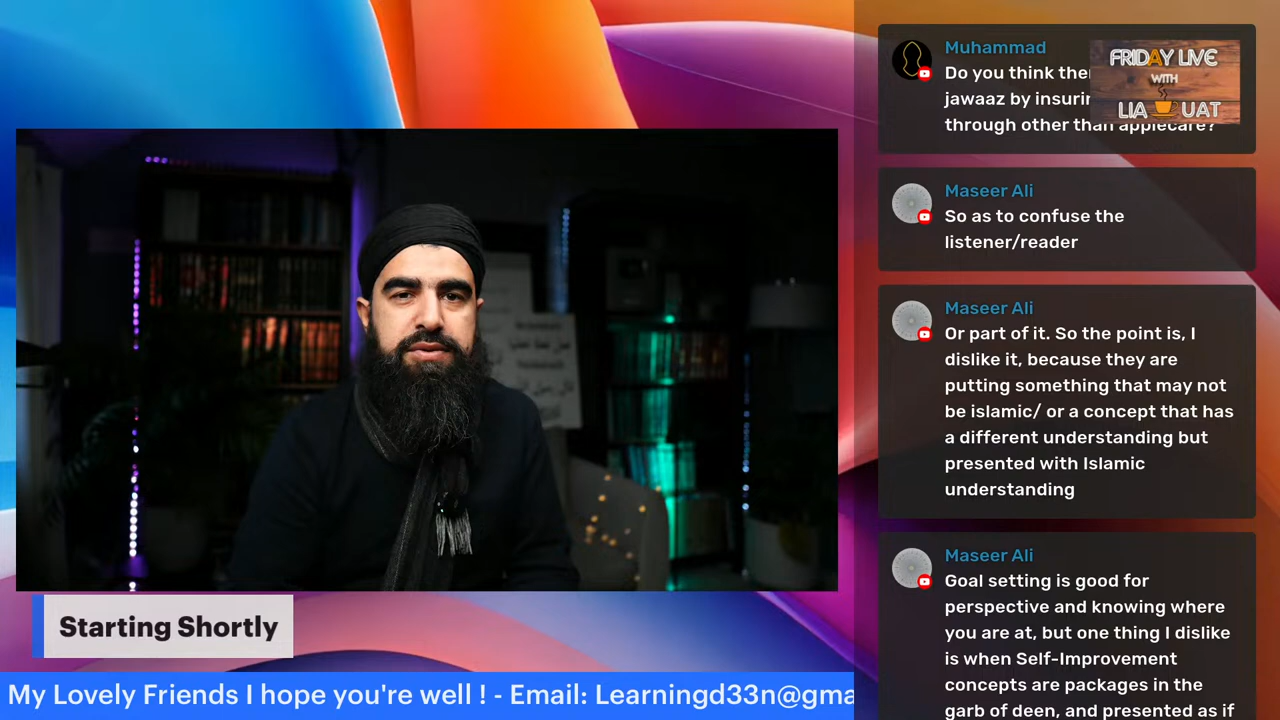 Muhammad
Do you think
jawaaz by
through other than applecare?
FRIDAY LIVE
WITH
LIA UAT
Maseer Ali
So as to confuse the
listener/reader
Maseer Ali
Or part of it. So the point is, I
dislike it, because they are
putting something that may not
be islamic/ or a concept that has
a different understanding but
presented with Islamic
understanding
Maseer Ali
Goal setting is good for
perspective and knowing where
you are at, but one thing I dislike
is when Self-Improvement
concepts are packages in the
garb of deen, and presented as if
Starting Shortly
My Lovely Friends I hope you're well ! - Email: Learningd33n@gma